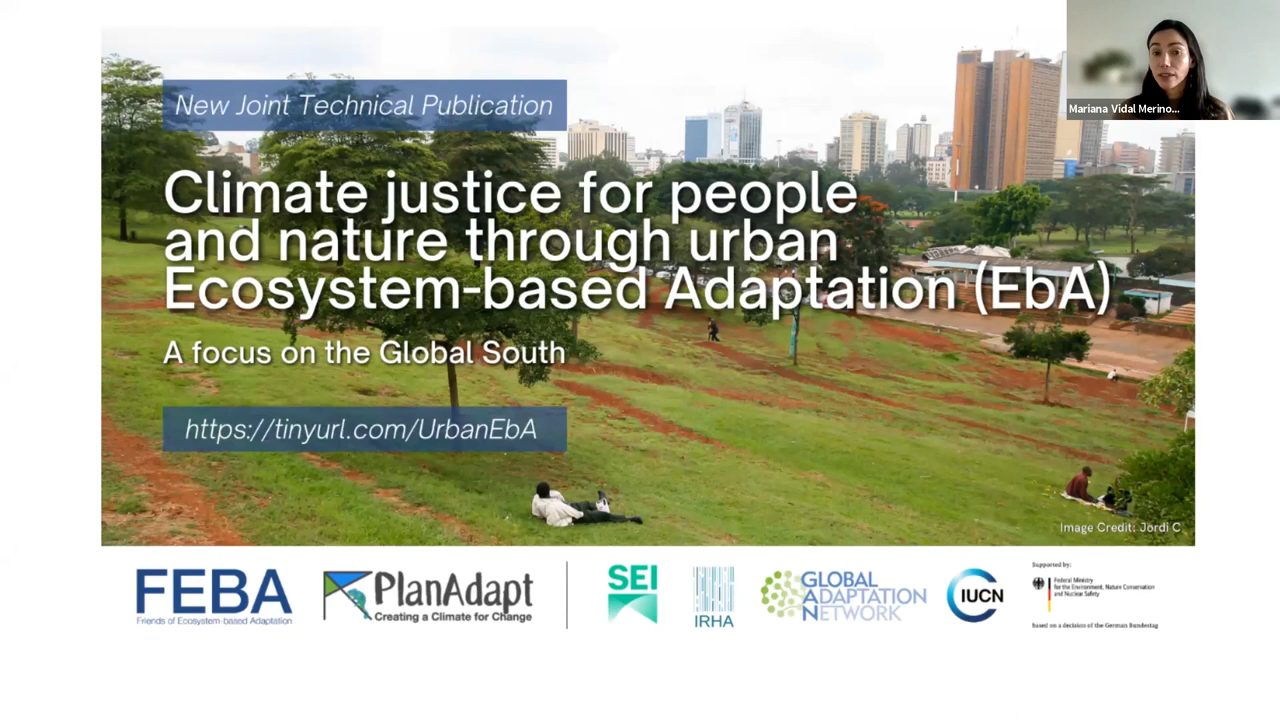 New Joint Technical Publication
Mariana Vidal Merino...
Climate justice for people
and nature through urban
Ecosystem-based Adaptation (EbA)
A focus on the Global South
https://tinyurl.com/UrbanEbA
Image Credit: Jordi C
FEBA
Friends of Ecosystem-based Adaptation
PlanAdapt
Creating a Climate for Change
SEI
IRHA
GLOBAL
ADAPTATION
NETWORK
IUCN
Supported by:
Federal Ministry
for the Environment, Nature Conservation
and Nuclear Safety
based on a decision of the German Bundestag